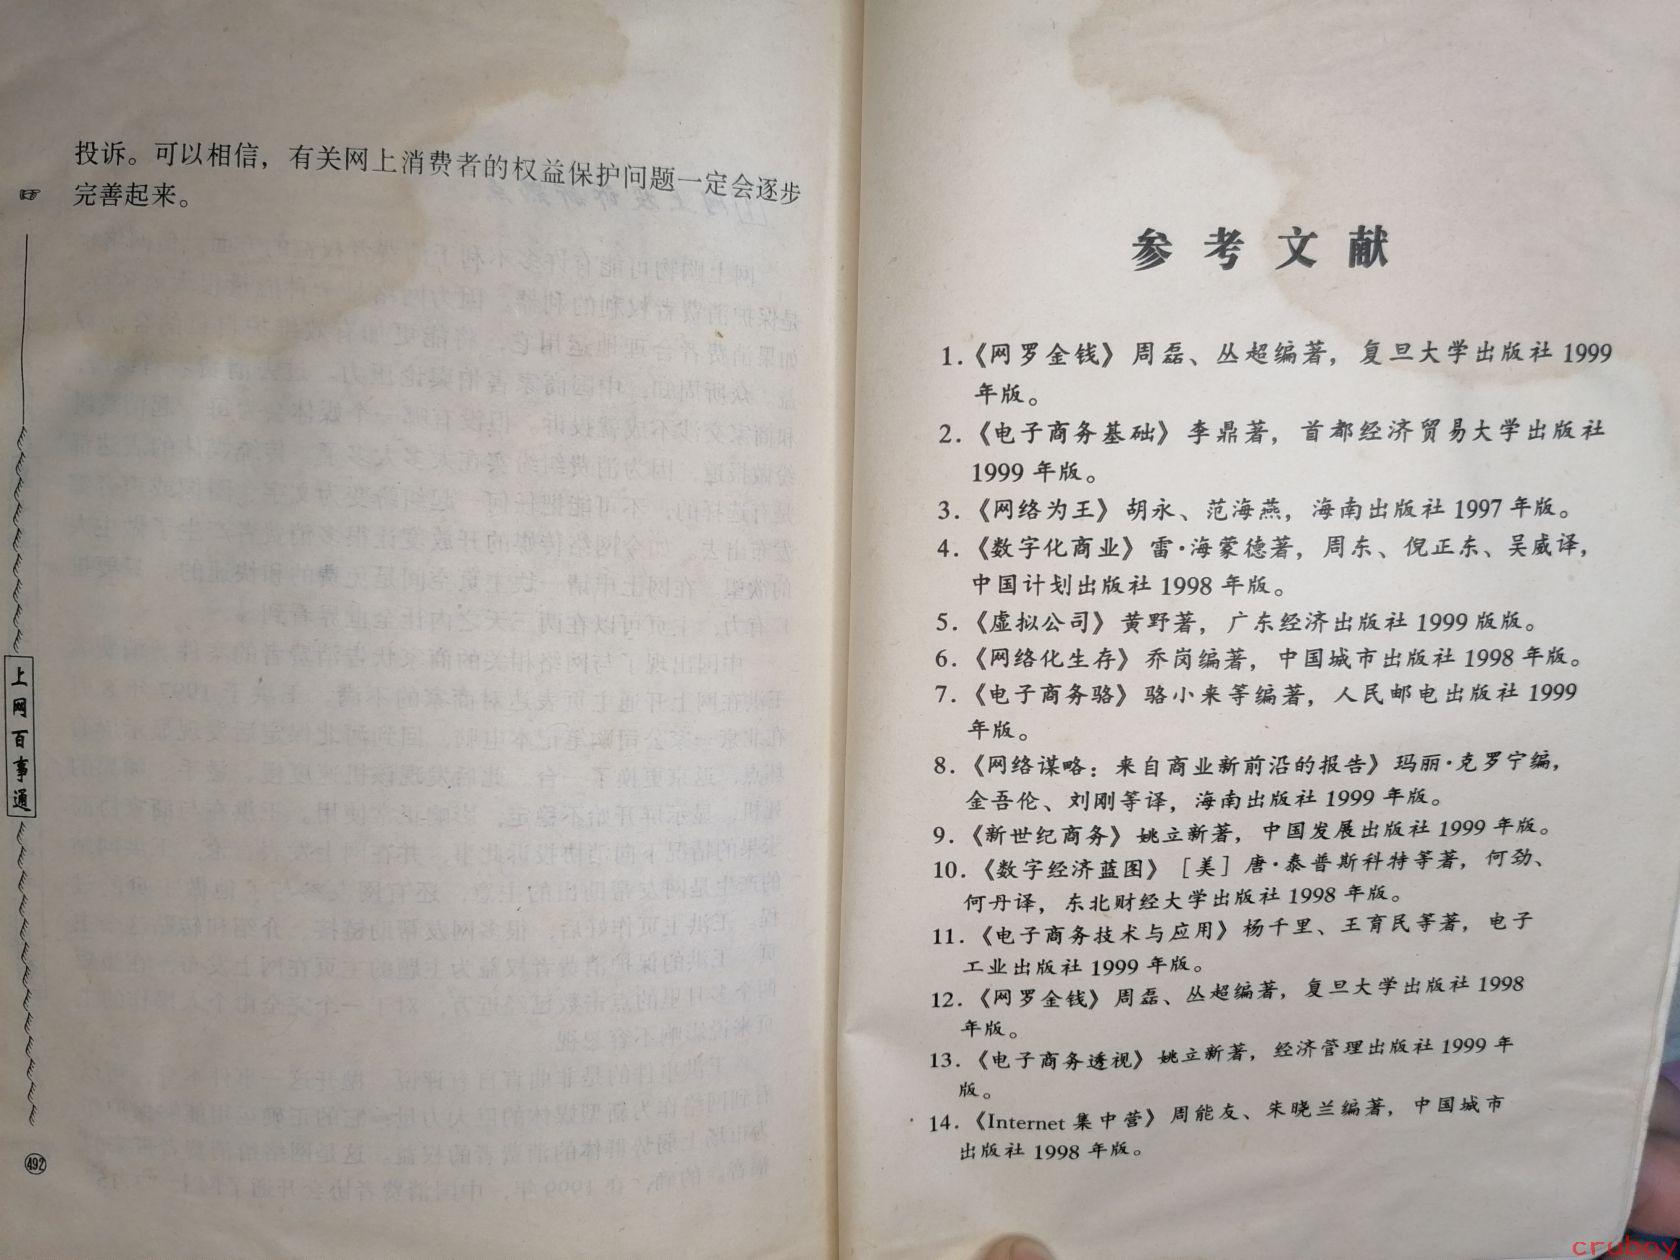 投诉。可以相信，有关网上消费者的权益保护问题一定会逐步
完善起来。
上网百事通
492
参考文献
1.《网罗金钱》周磊、丛超编著，复旦大学出版社1999
年版。
2.《电子商务基础》李鼎著，首都经济贸易大学出版社
1999年版。
3.《网络为王》胡永、范海燕，海南出版社1997年版。
4.《数字化商业》雷·海蒙德著，周东、倪正东、吴威译，
中国计划出版社1998年版。
5.《虚拟公司》黄野著，广东经济出版社1999版版。
6.《网络化生存》乔岗编著，中国城市出版社1998年版。
7.《电子商务骆》骆小来等编著，人民邮电出版社1999
年版。
8.《网络谋略：来自商业新前沿的报告》玛丽·克罗宁编，
金吾伦、刘刚等译，海南出版社1999年版。
9.《新世纪商务》姚立新著，中国发展出版社1999年版。
10.《数字经济蓝图》［美］唐·泰普斯科特等著，何劲、
何丹译，东北财经大学出版社1998年版。
11.《电子商务技术与应用》杨千里、王育民等著，电子
工业出版社1999年版。
12.《网罗金钱》周磊、丛超编著，复旦大学出版社1998
年版。
13.《电子商务透视》姚立新著，经济管理出版社1999年
版。
14.《Internet集中营》周能友、朱晓兰编著，中国城市
出版社1998年版。
cruboy